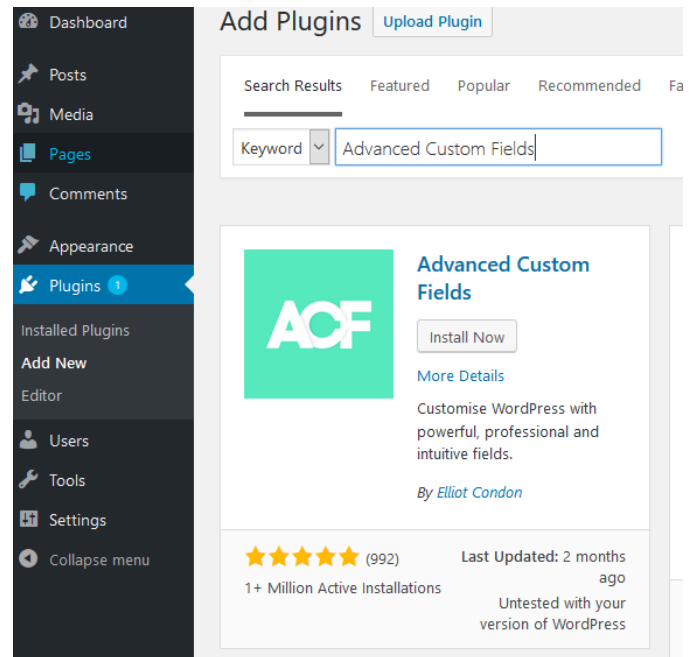 Dashboard
Posts
Media
Pages
Comments
Appearance
Plugins 1
Installed Plugins
Add New
Editor
Users
Tools
Settings
Collapse menu
Add Plugins Upload Plugin
Search Results Featured Popular Recommended Fa
Keyword Advanced Custom Fields
ACF
Advanced Custom
Fields
Install Now
More Details
Customise WordPress with
powerful, professional and
intuitive fields.
By Elliot Condon
(992)
1+ Million Active Installations
Last Updated: 2 months
ago
Untested with your
version of WordPress